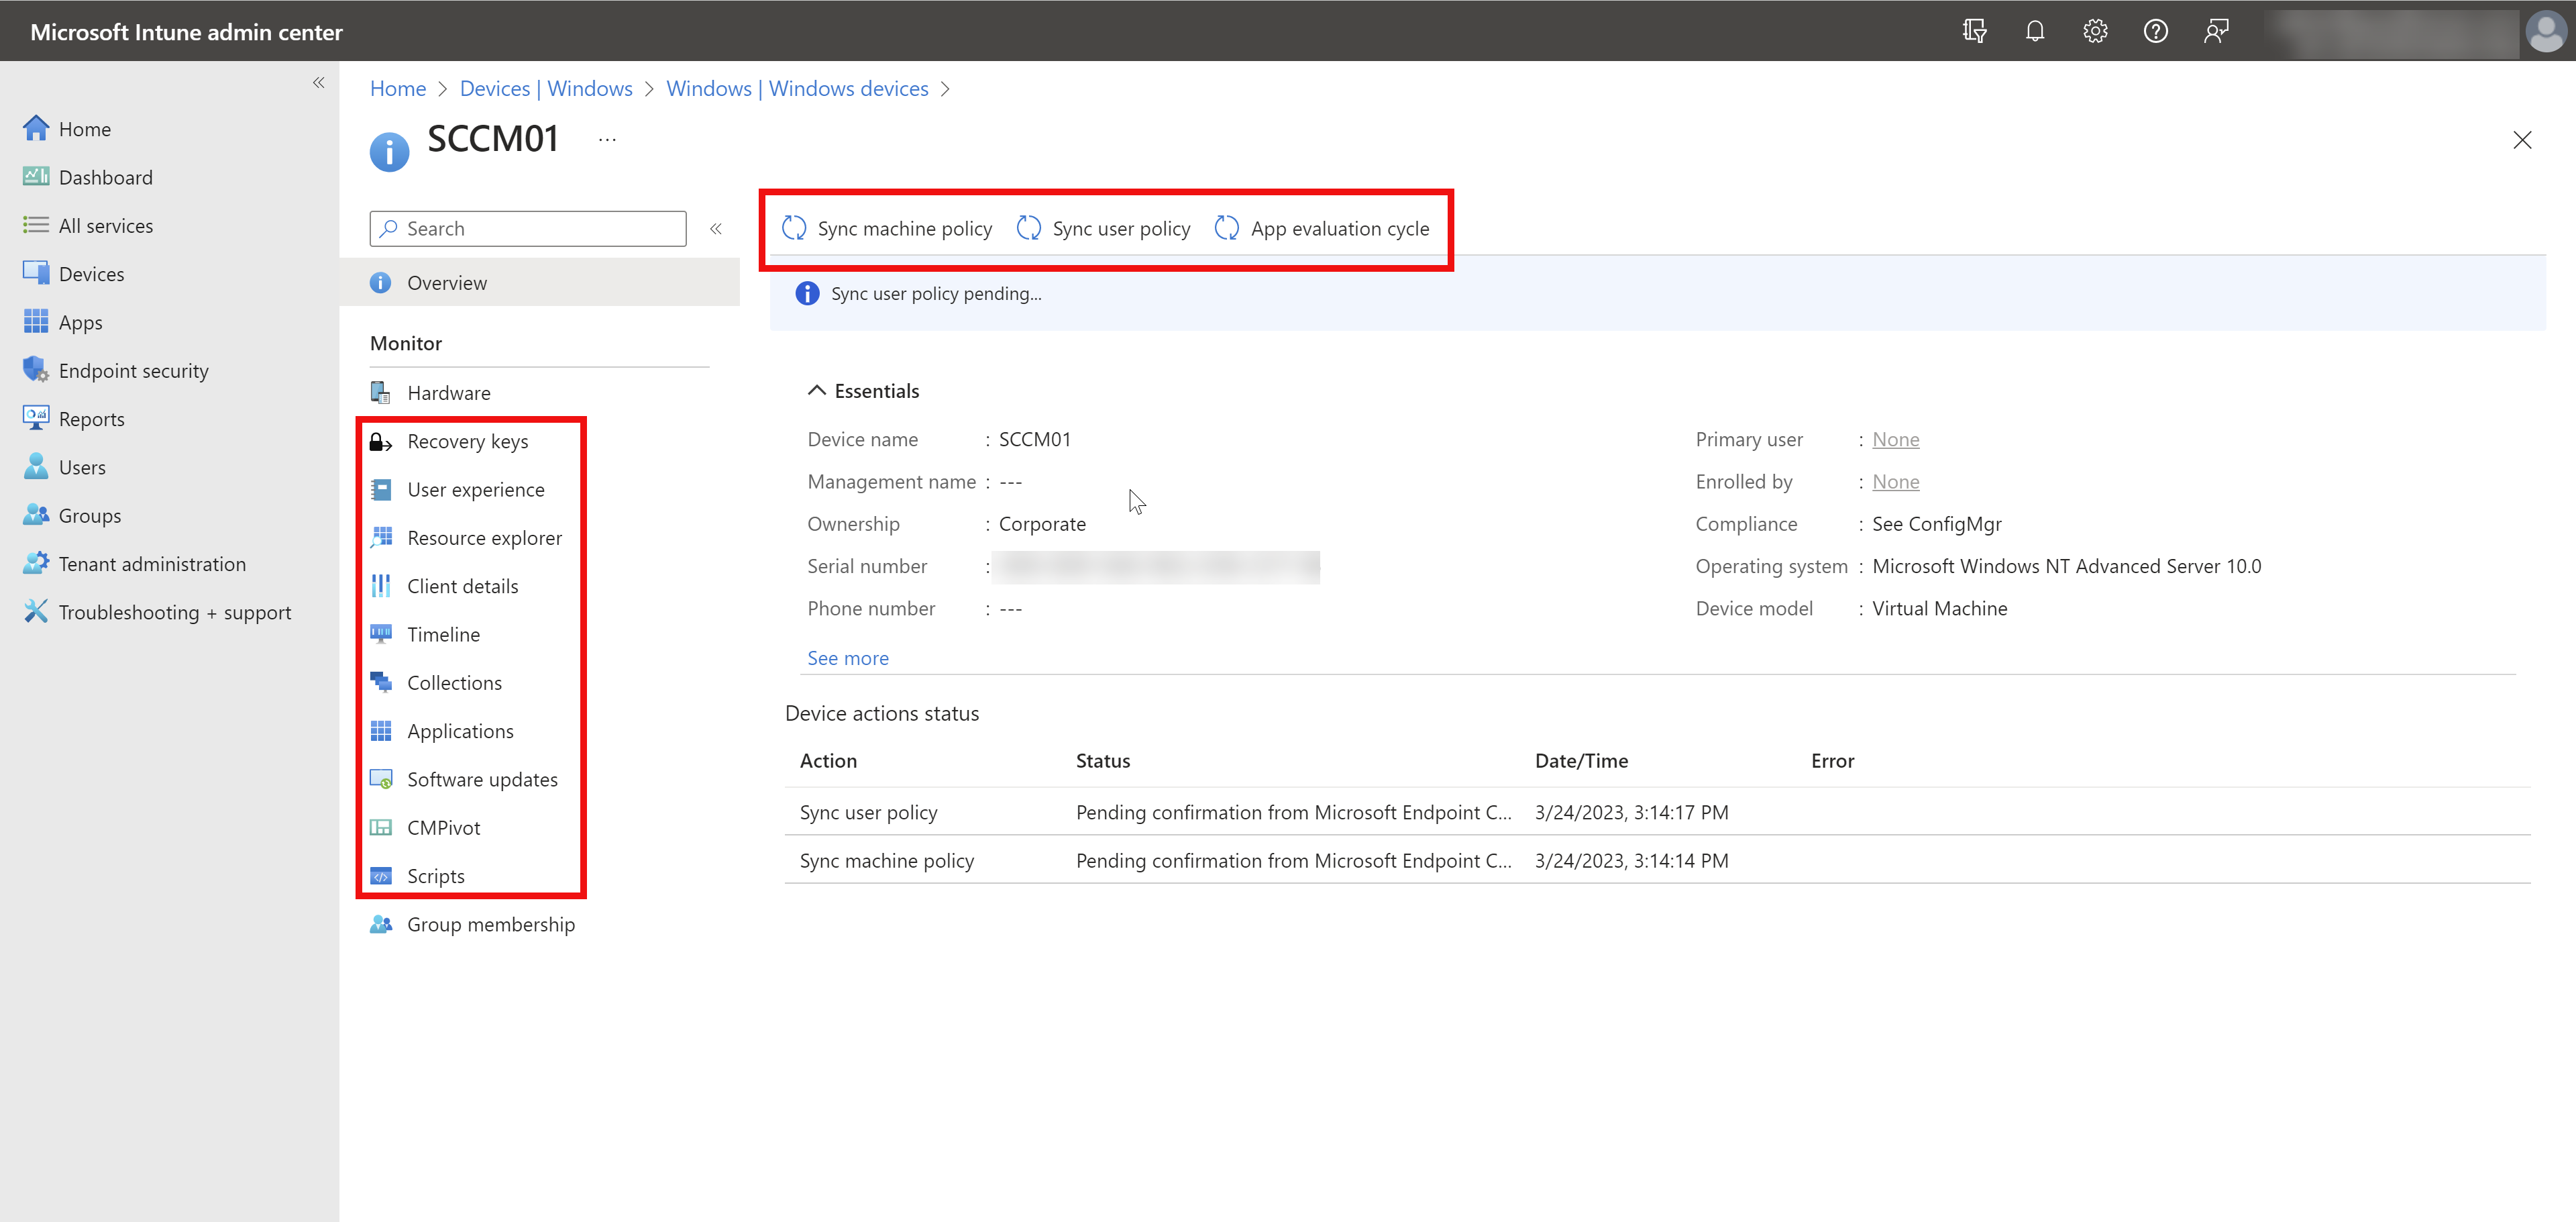 Microsoft Intune admin center
Home
Dashboard
All services
Devices
Apps
Endpoint security
Reports
Users
Groups
Tenant administration
Troubleshooting + support
Home > Devices | Windows > Windows | Windows devices >
SCCM01 ...
Search
Overview
Monitor
Hardware
Recovery keys
User experience
Resource explorer
Client details
Timeline
Collections
Applications
Software updates
CMPivot
Scripts
Group membership
Sync machine policy Sync user policy App evaluation cycle
Sync user policy pending...
Essentials
Device name : SCCM01
Management name : ---
Ownership : Corporate
Serial number :
Phone number : ---
Primary user : None
Enrolled by : None
Compliance : See ConfigMgr
Operating system : Microsoft Windows NT Advanced Server 10.0
Device model : Virtual Machine
See more
Device actions status
Action Status Date/Time Error
Sync user policy Pending confirmation from Microsoft Endpoint C... 3/24/2023, 3:14:17 PM
Sync machine policy Pending confirmation from Microsoft Endpoint C... 3/24/2023, 3:14:14 PM